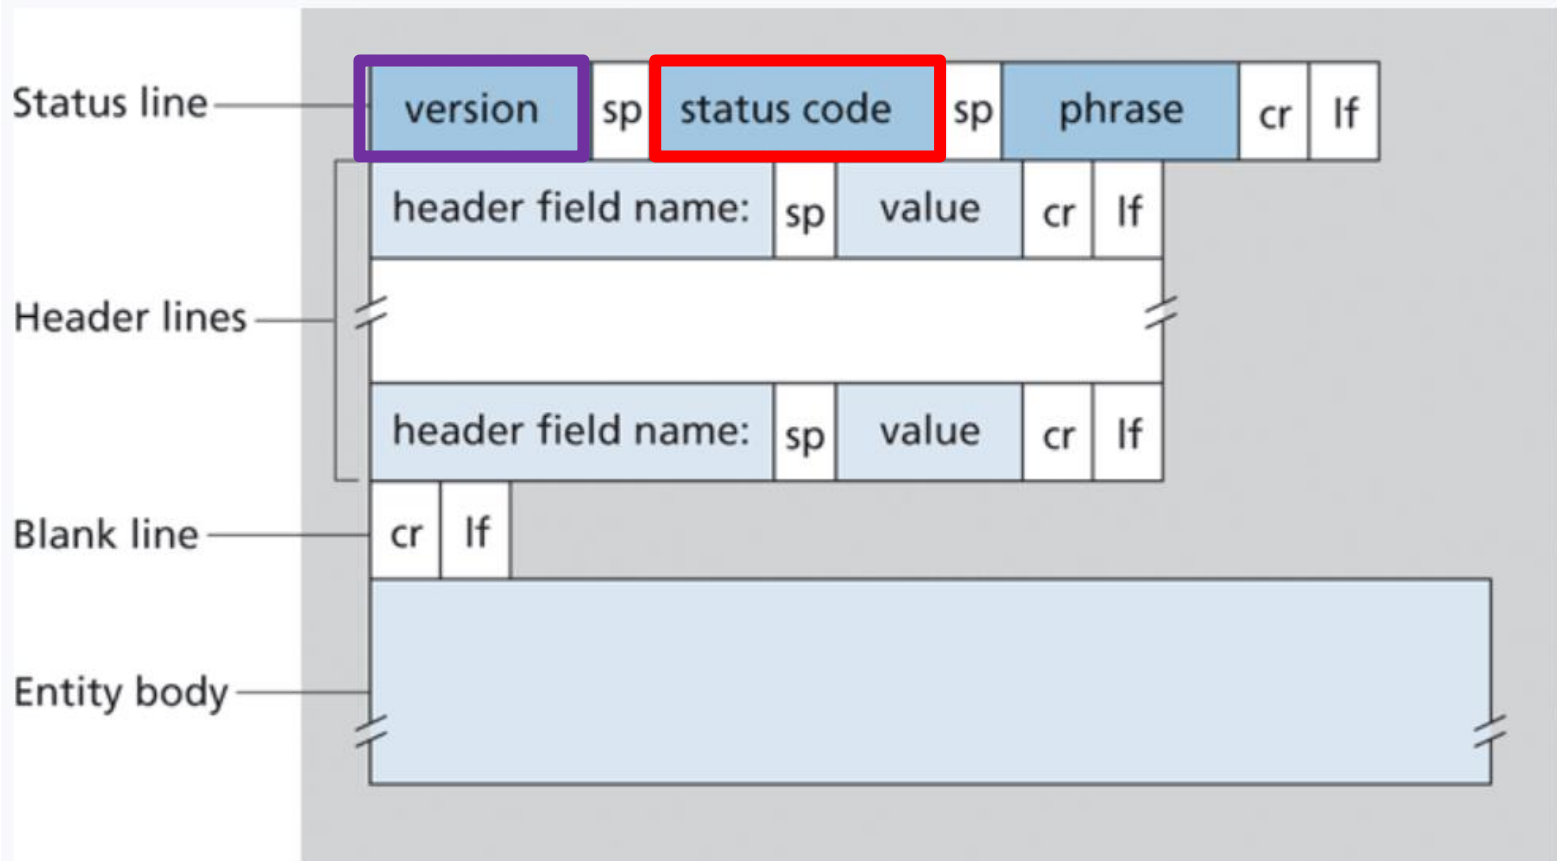 Status line version sp status code sp phrase cr lf
header field name: sp value cr lf
Header lines
header field name: sp value cr lf
Blank line cr lf
Entity body